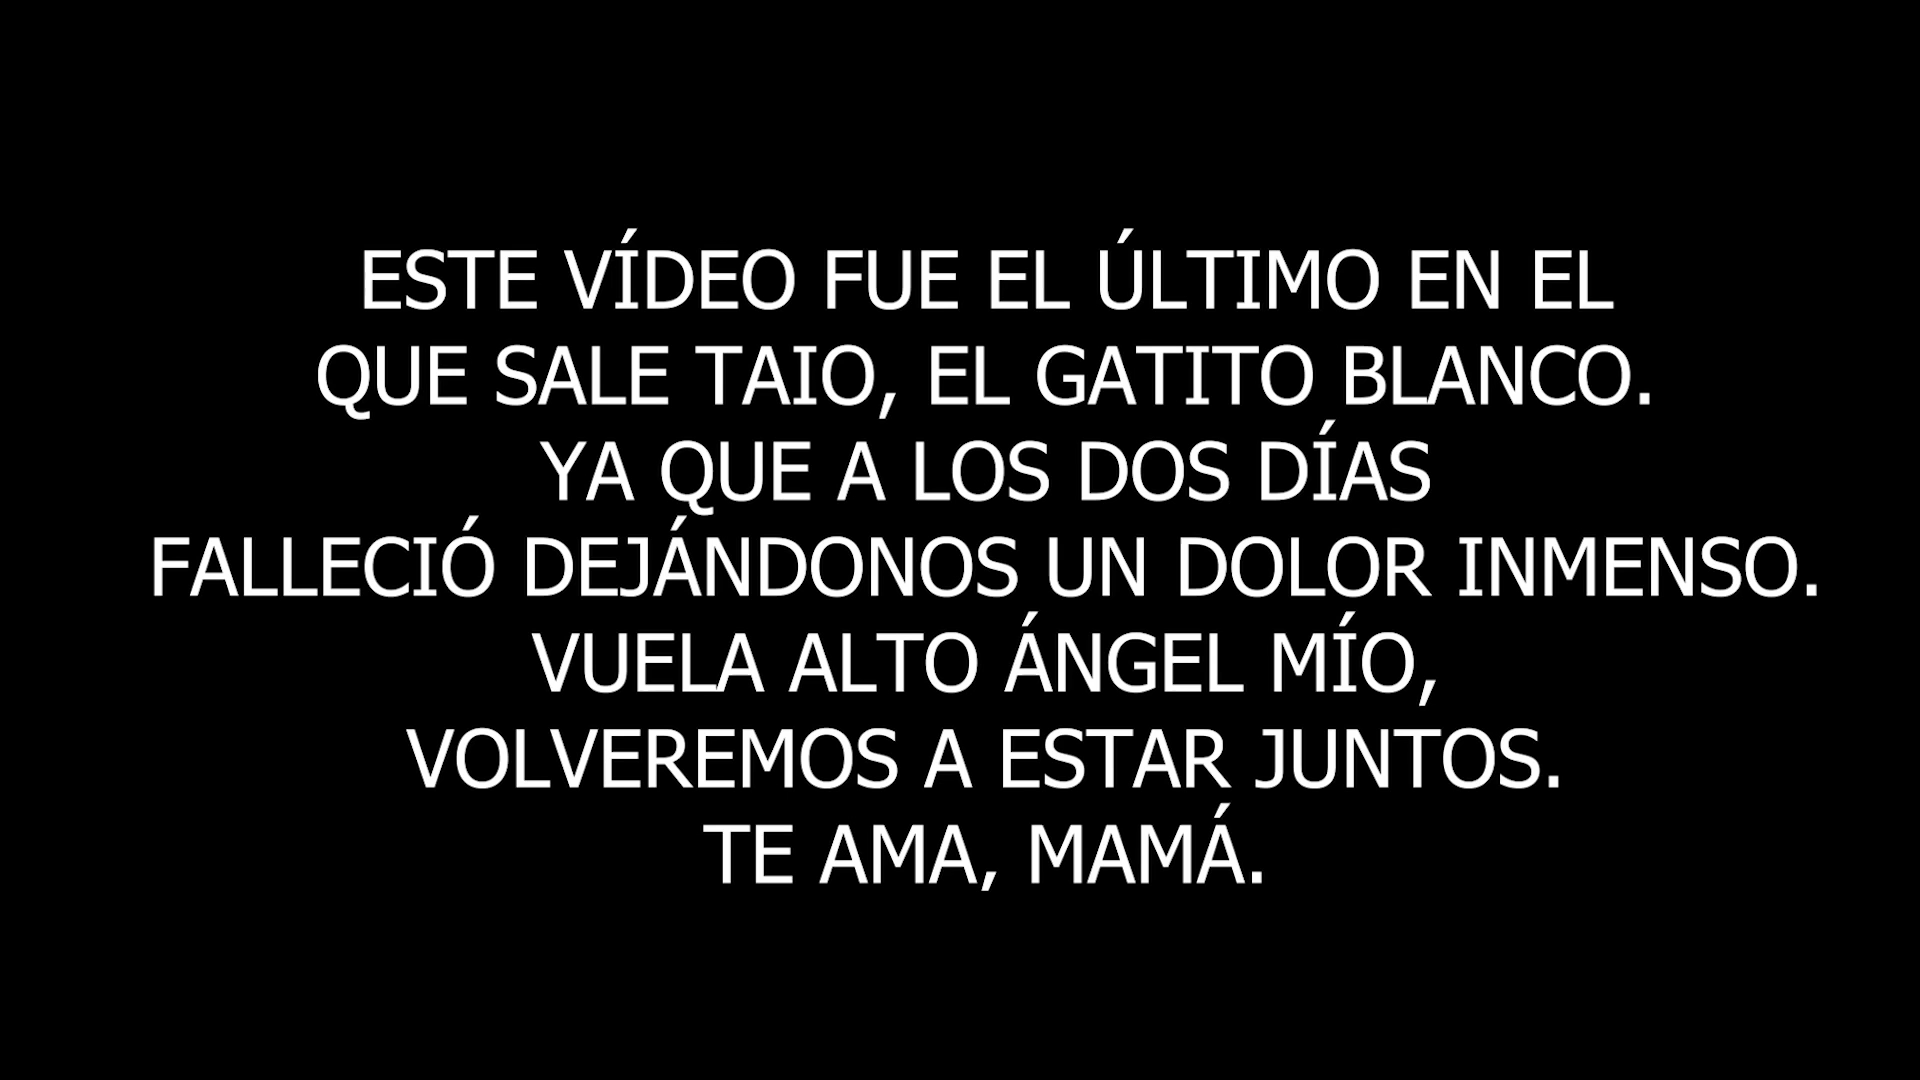 ESTE VÍDEO FUE EL ÚLTIMO EN EL
QUE SALE TAIO, EL GATITO BLANCO.
YA QUE A LOS DOS DÍAS
FALLECIÓ DEJÁNDONOS UN DOLOR INMENSO.
VUELA ALTO ÁNGEL MÍO,
VOLVEREMOS A ESTAR JUNTOS.
TE AMA, MAMÁ.